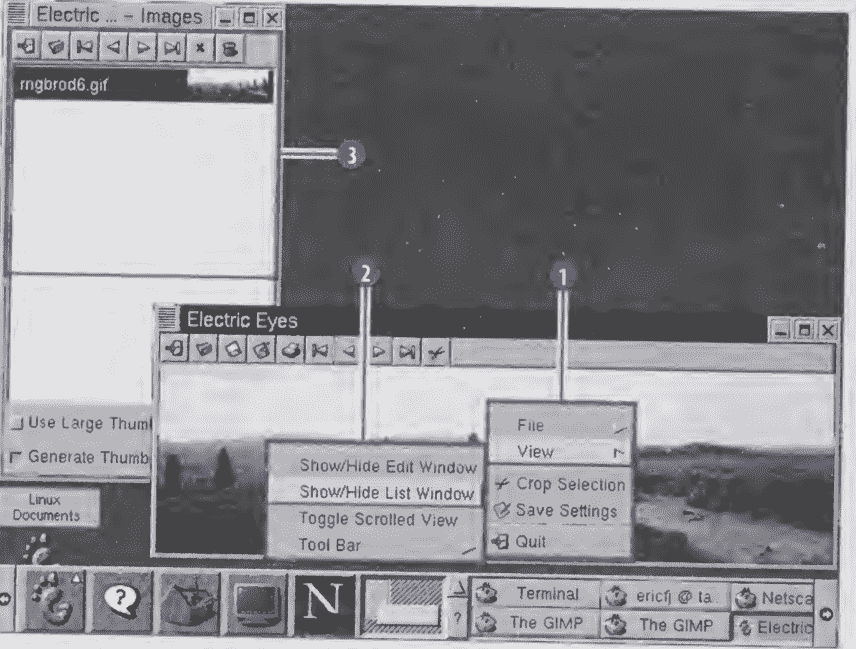 Electric ... – Images
rngbrod6.gif
3
2
1
Electric Eyes
Use Large Thum
Generate Thumb
File
View
Crop Selection
Save Settings
Quit
Show/Hide Edit Window
Show/Hide List Window
Toggle Scrolled View
Tool Bar
Linux
Documents
?
N
?
Terminal
ericfj @ ta
Netsca
The GIMP
The GIMP
Electric